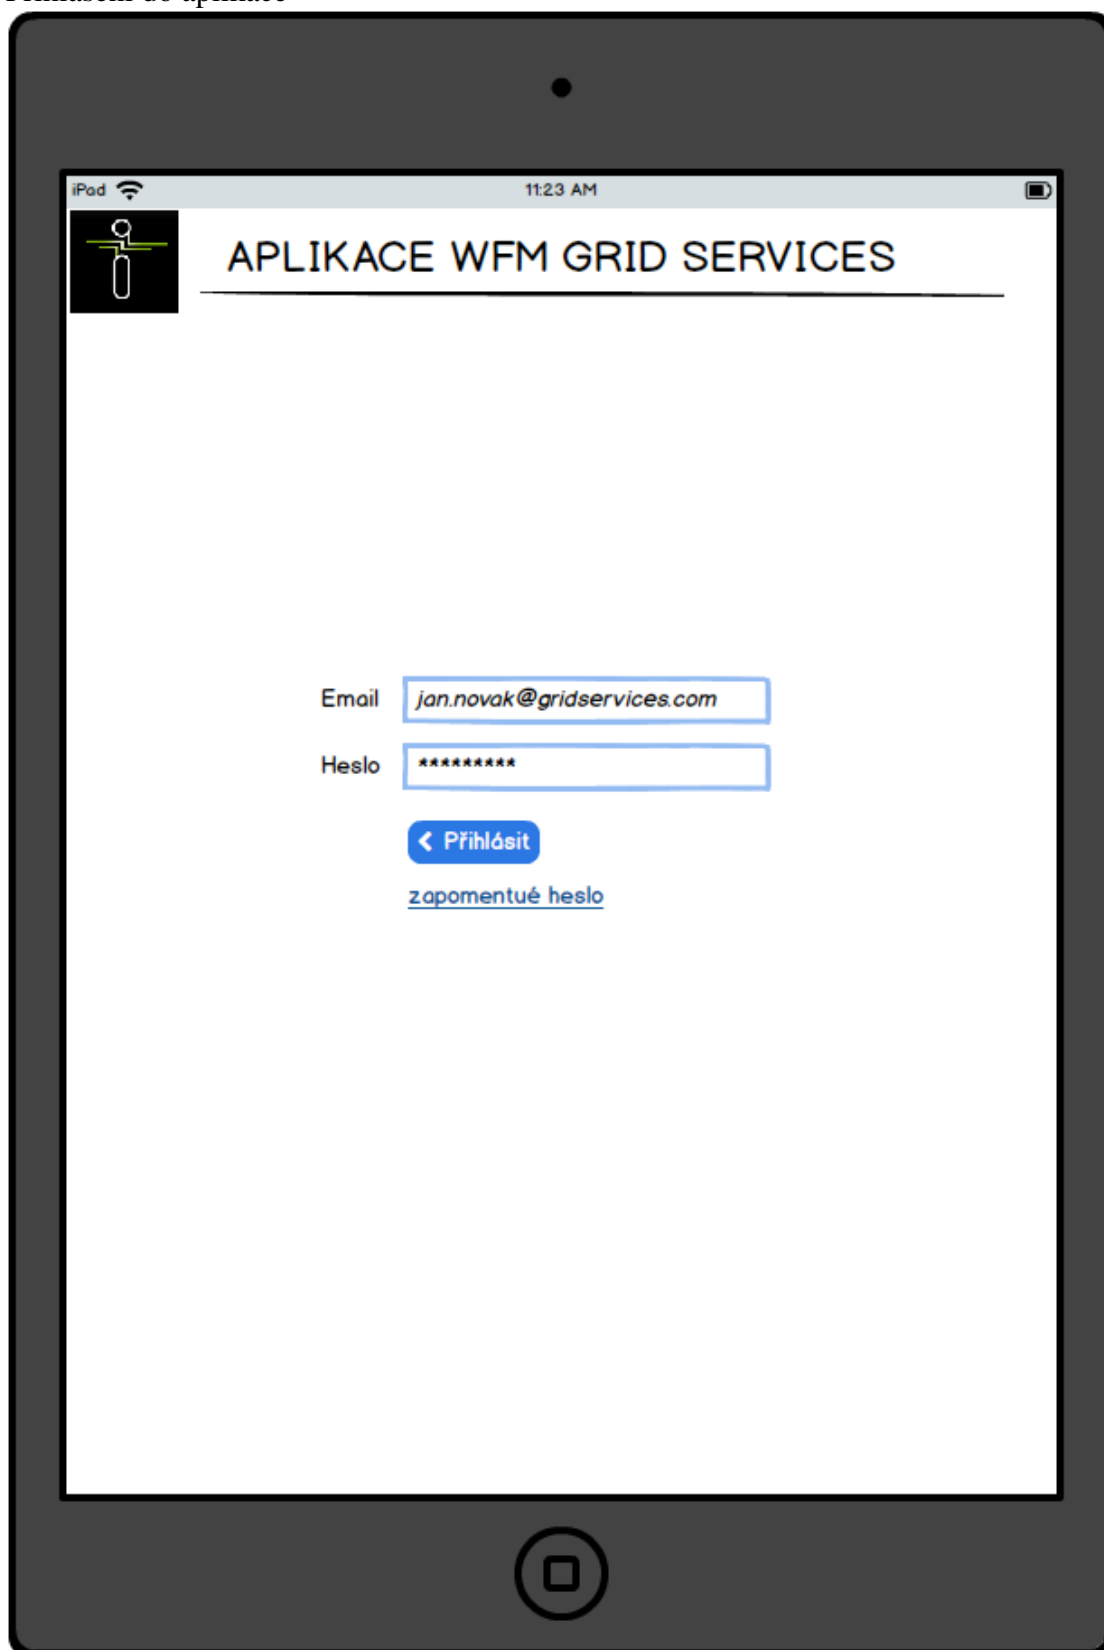 iPad 11:23 AM
APLIKACE WFM GRID SERVICES
Email jan.novak@gridservices.com
Heslo *********
Přihlásit
zapomentué heslo